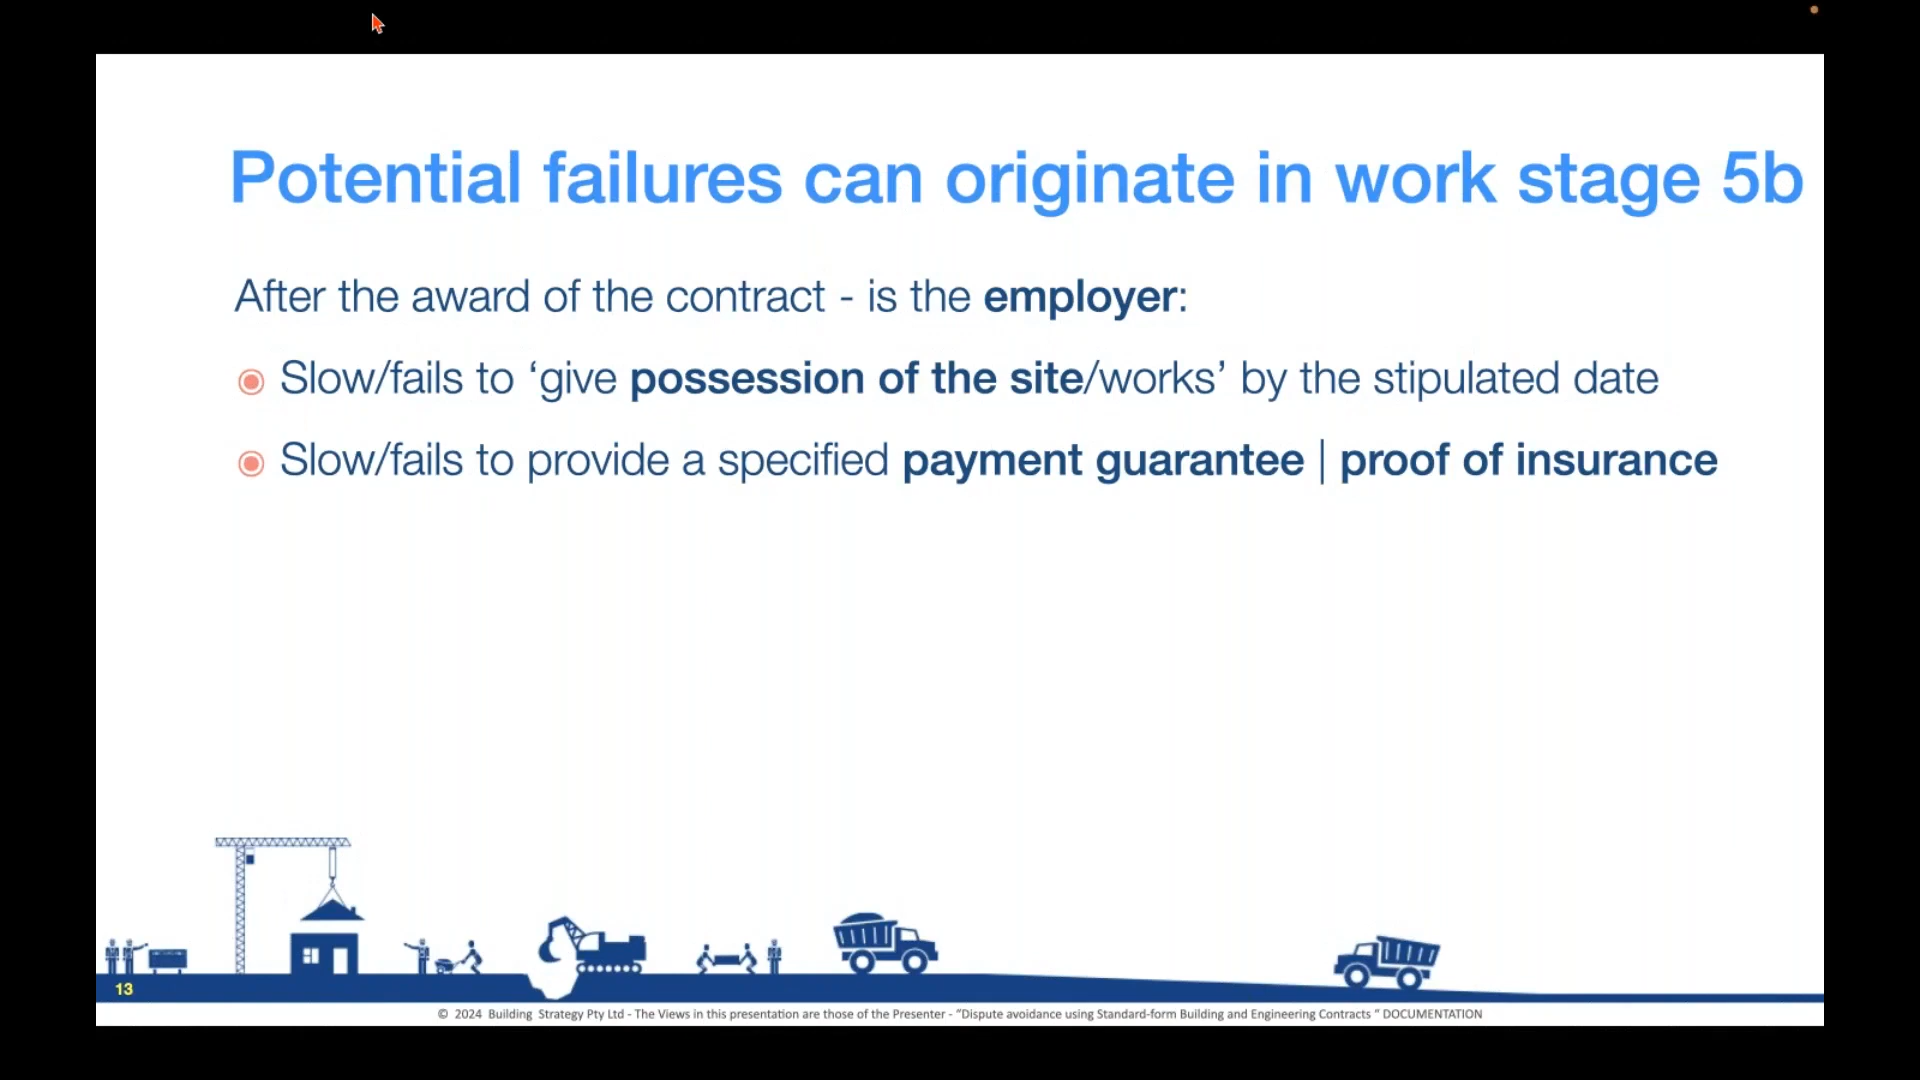 Potential failures can originate in work stage 5b
After the award of the contract - is the employer:
Slow/fails to ‘give possession of the site/works’ by the stipulated date
Slow/fails to provide a specified payment guarantee | proof of insurance
13
© 2024 Building Strategy Pty Ltd - The Views in this presentation are those of the Presenter - “Dispute avoidance using Standard-form Building and Engineering Contracts “ DOCUMENTATION